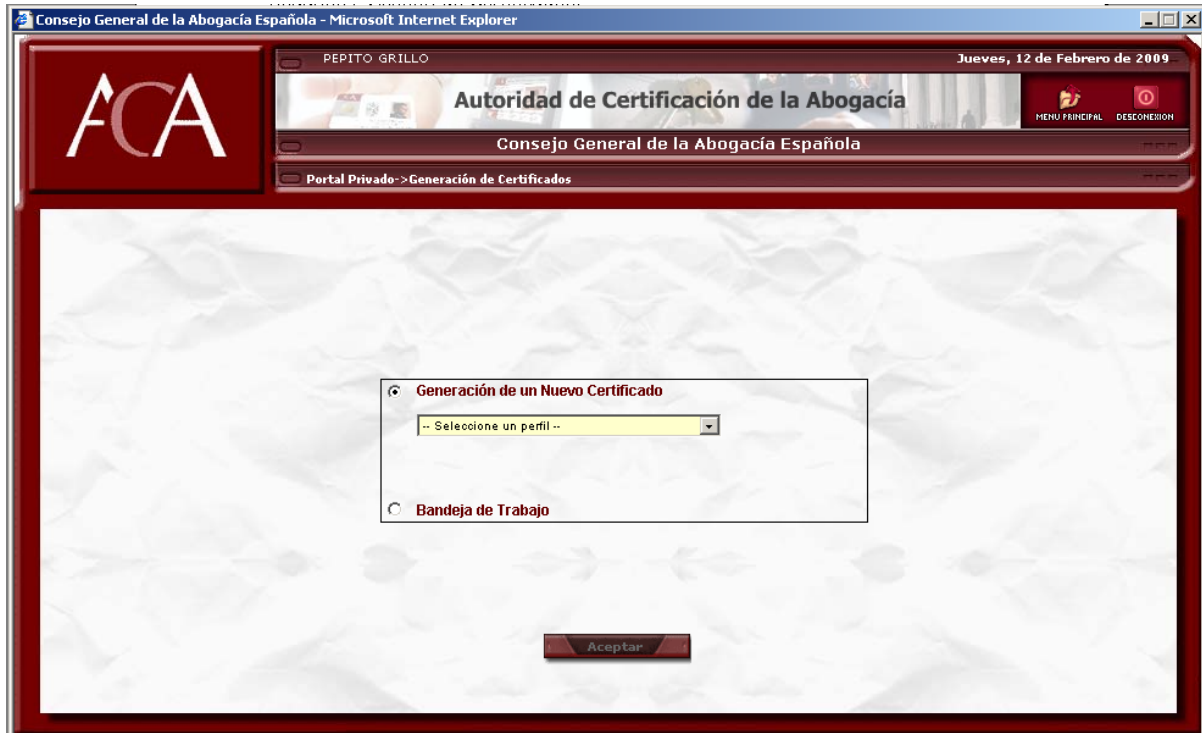 Consejo General de la Abogacía Española - Microsoft Internet Explorer
PEPITO GRILLO
Jueves, 12 de Febrero de 2009
ACA
Autoridad de Certificación de la Abogacía
MENU PRINCIPAL
DESCONEXION
Consejo General de la Abogacía Española
Portal Privado->Generación de Certificados
Generación de un Nuevo Certificado
-- Seleccione un perfil --
Bandeja de Trabajo
Aceptar